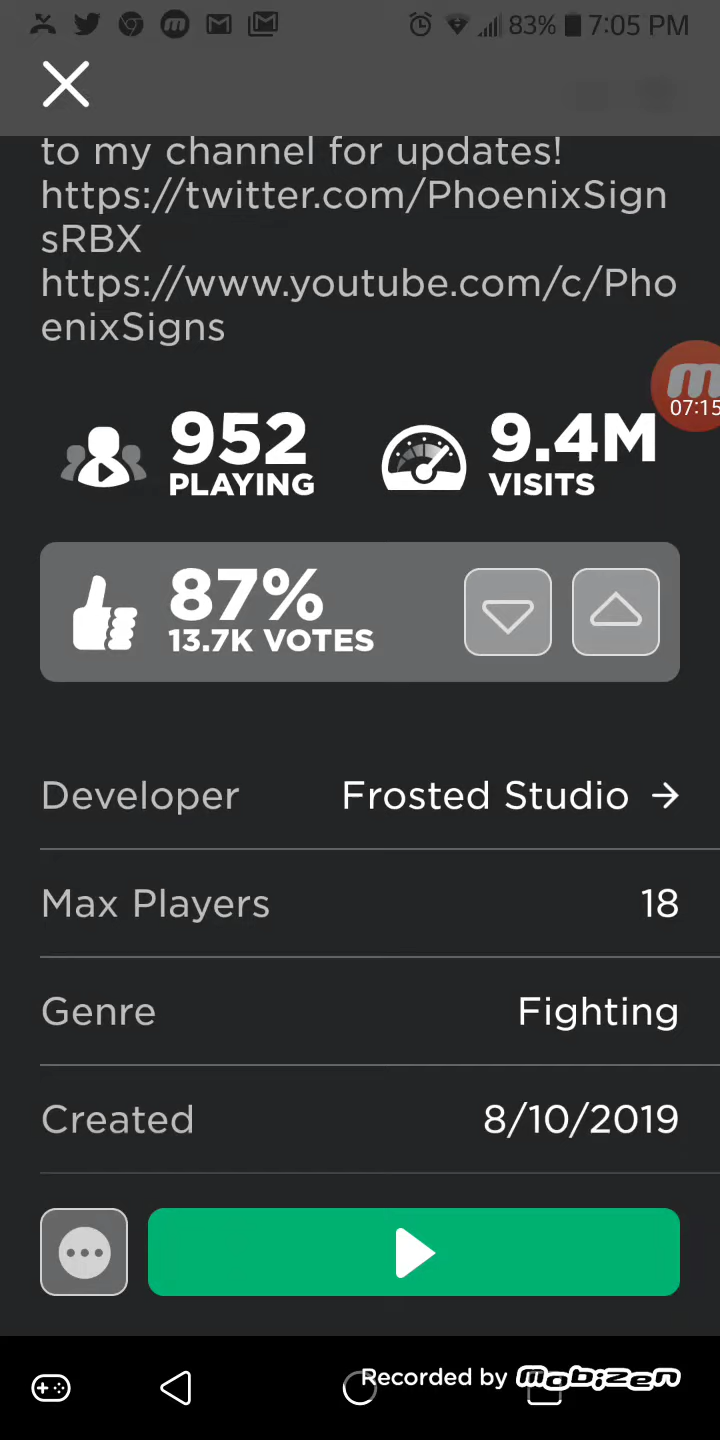 83% 7:05 PM
to my channel for updates!
https://twitter.com/PhoenixSign
sRBX
https://www.youtube.com/c/Pho
enixSigns
07:15
952
PLAYING
9.4M
VISITS
87%
13.7K VOTES
Developer Frosted Studio →
Max Players 18
Genre Fighting
Created 8/10/2019
Recorded by mobizen